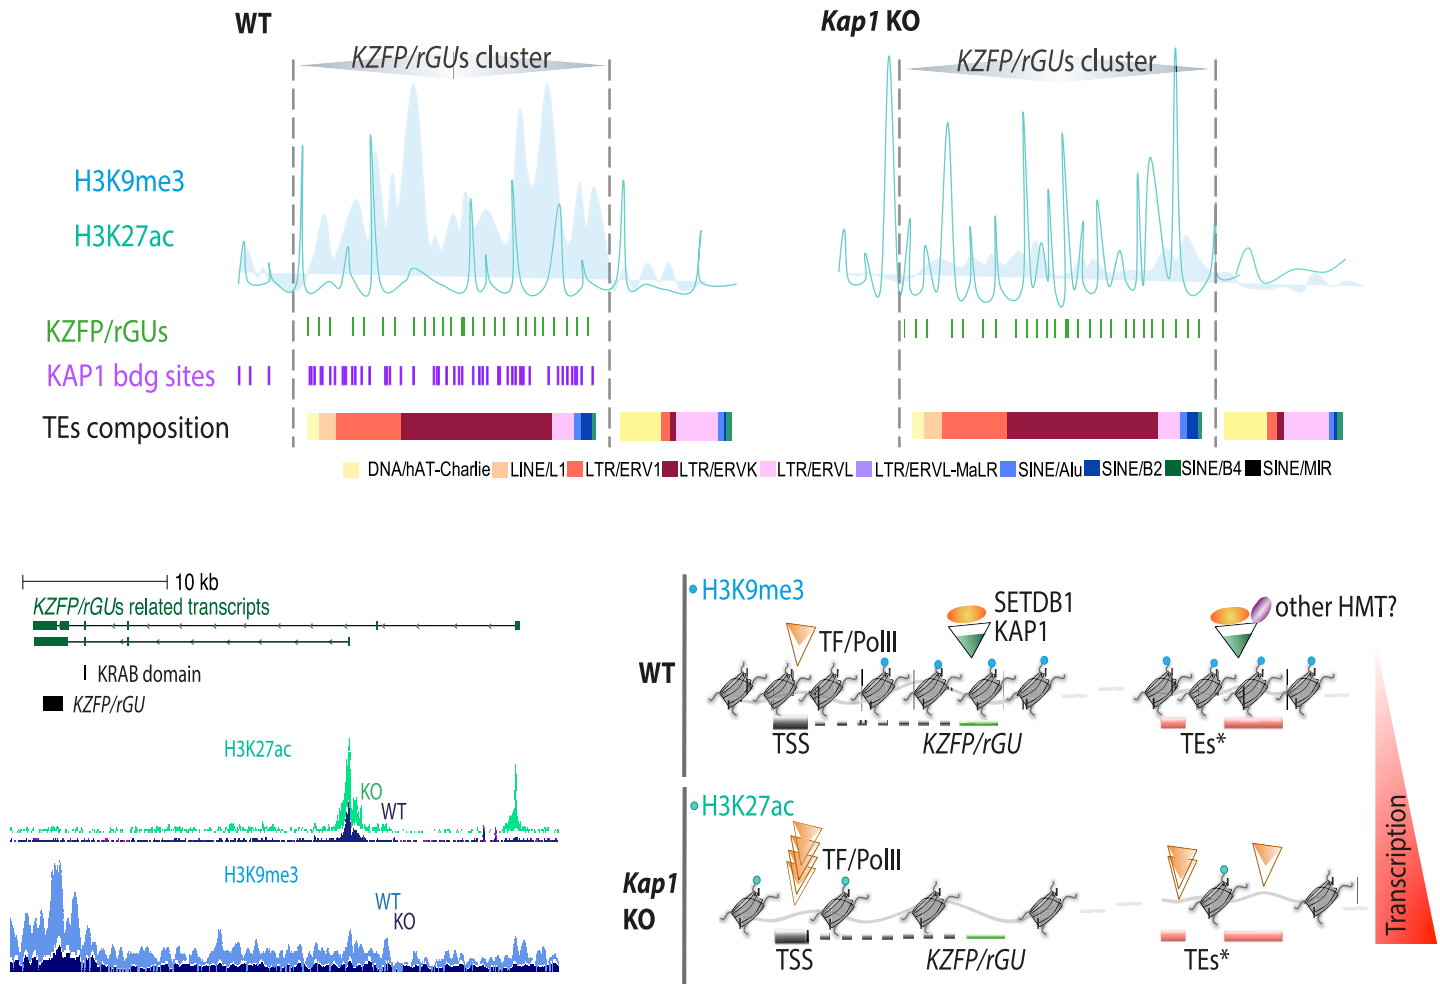 WT
Kap1 KO
KZFP/rGUs cluster
KZFP/rGUs cluster
H3K9me3
H3K27ac
KZFP/rGUs
KAP1 bdg sites
TEs composition
DNA/hAT-Charlie LINE/L1 LTR/ERV1 LTR/ERVK LTR/ERVL LTR/ERVL-MaLR SINE/Alu SINE/B2 SINE/B4 SINE/MIR
10 kb
KZFP/rGUs related transcripts
KRAB domain
KZFP/rGU
H3K27ac
KO
WT
H3K9me3
WT
KO
H3K9me3
SETDB1
KAP1
other HMT?
TF/PolII
WT
TSS
KZFP/rGU
TEs*
H3K27ac
TF/PolII
Kap1
KO
TSS
KZFP/rGU
TEs*
Transcription